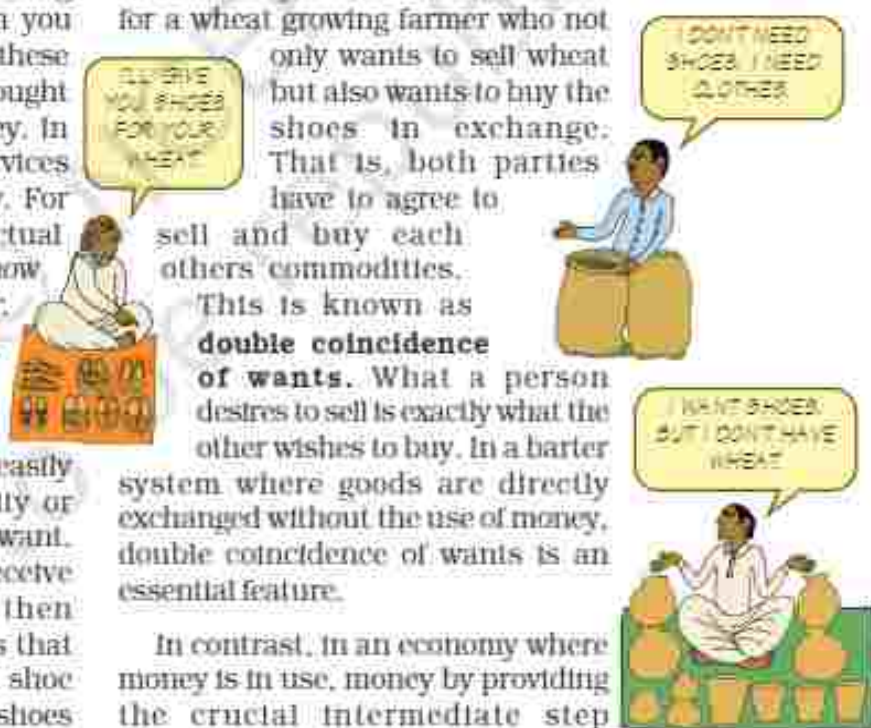 n you
these
ought
ey. In
vices
y. For
ctual
now
r.
easily
ity or
want.
eceive
then
s that
shoe
shoes
for a wheat growing farmer who not
only wants to sell wheat
but also wants to buy the
shoes in exchange.
That is, both parties
have to agree to
sell and buy each
others commodities.
This is known as
double coincidence
of wants. What a person
desires to sell is exactly what the
other wishes to buy. In a barter
system where goods are directly
exchanged without the use of money,
double coincidence of wants is an
essential feature.
In contrast, in an economy where
money is in use, money by providing
the crucial intermediate step
I'LL GIVE
YOU SHOES
FOR YOUR
WHEAT
I DON'T NEED
SHOES. I NEED
CLOTHES.
I WANT SHOES.
BUT I DON'T HAVE
WHEAT